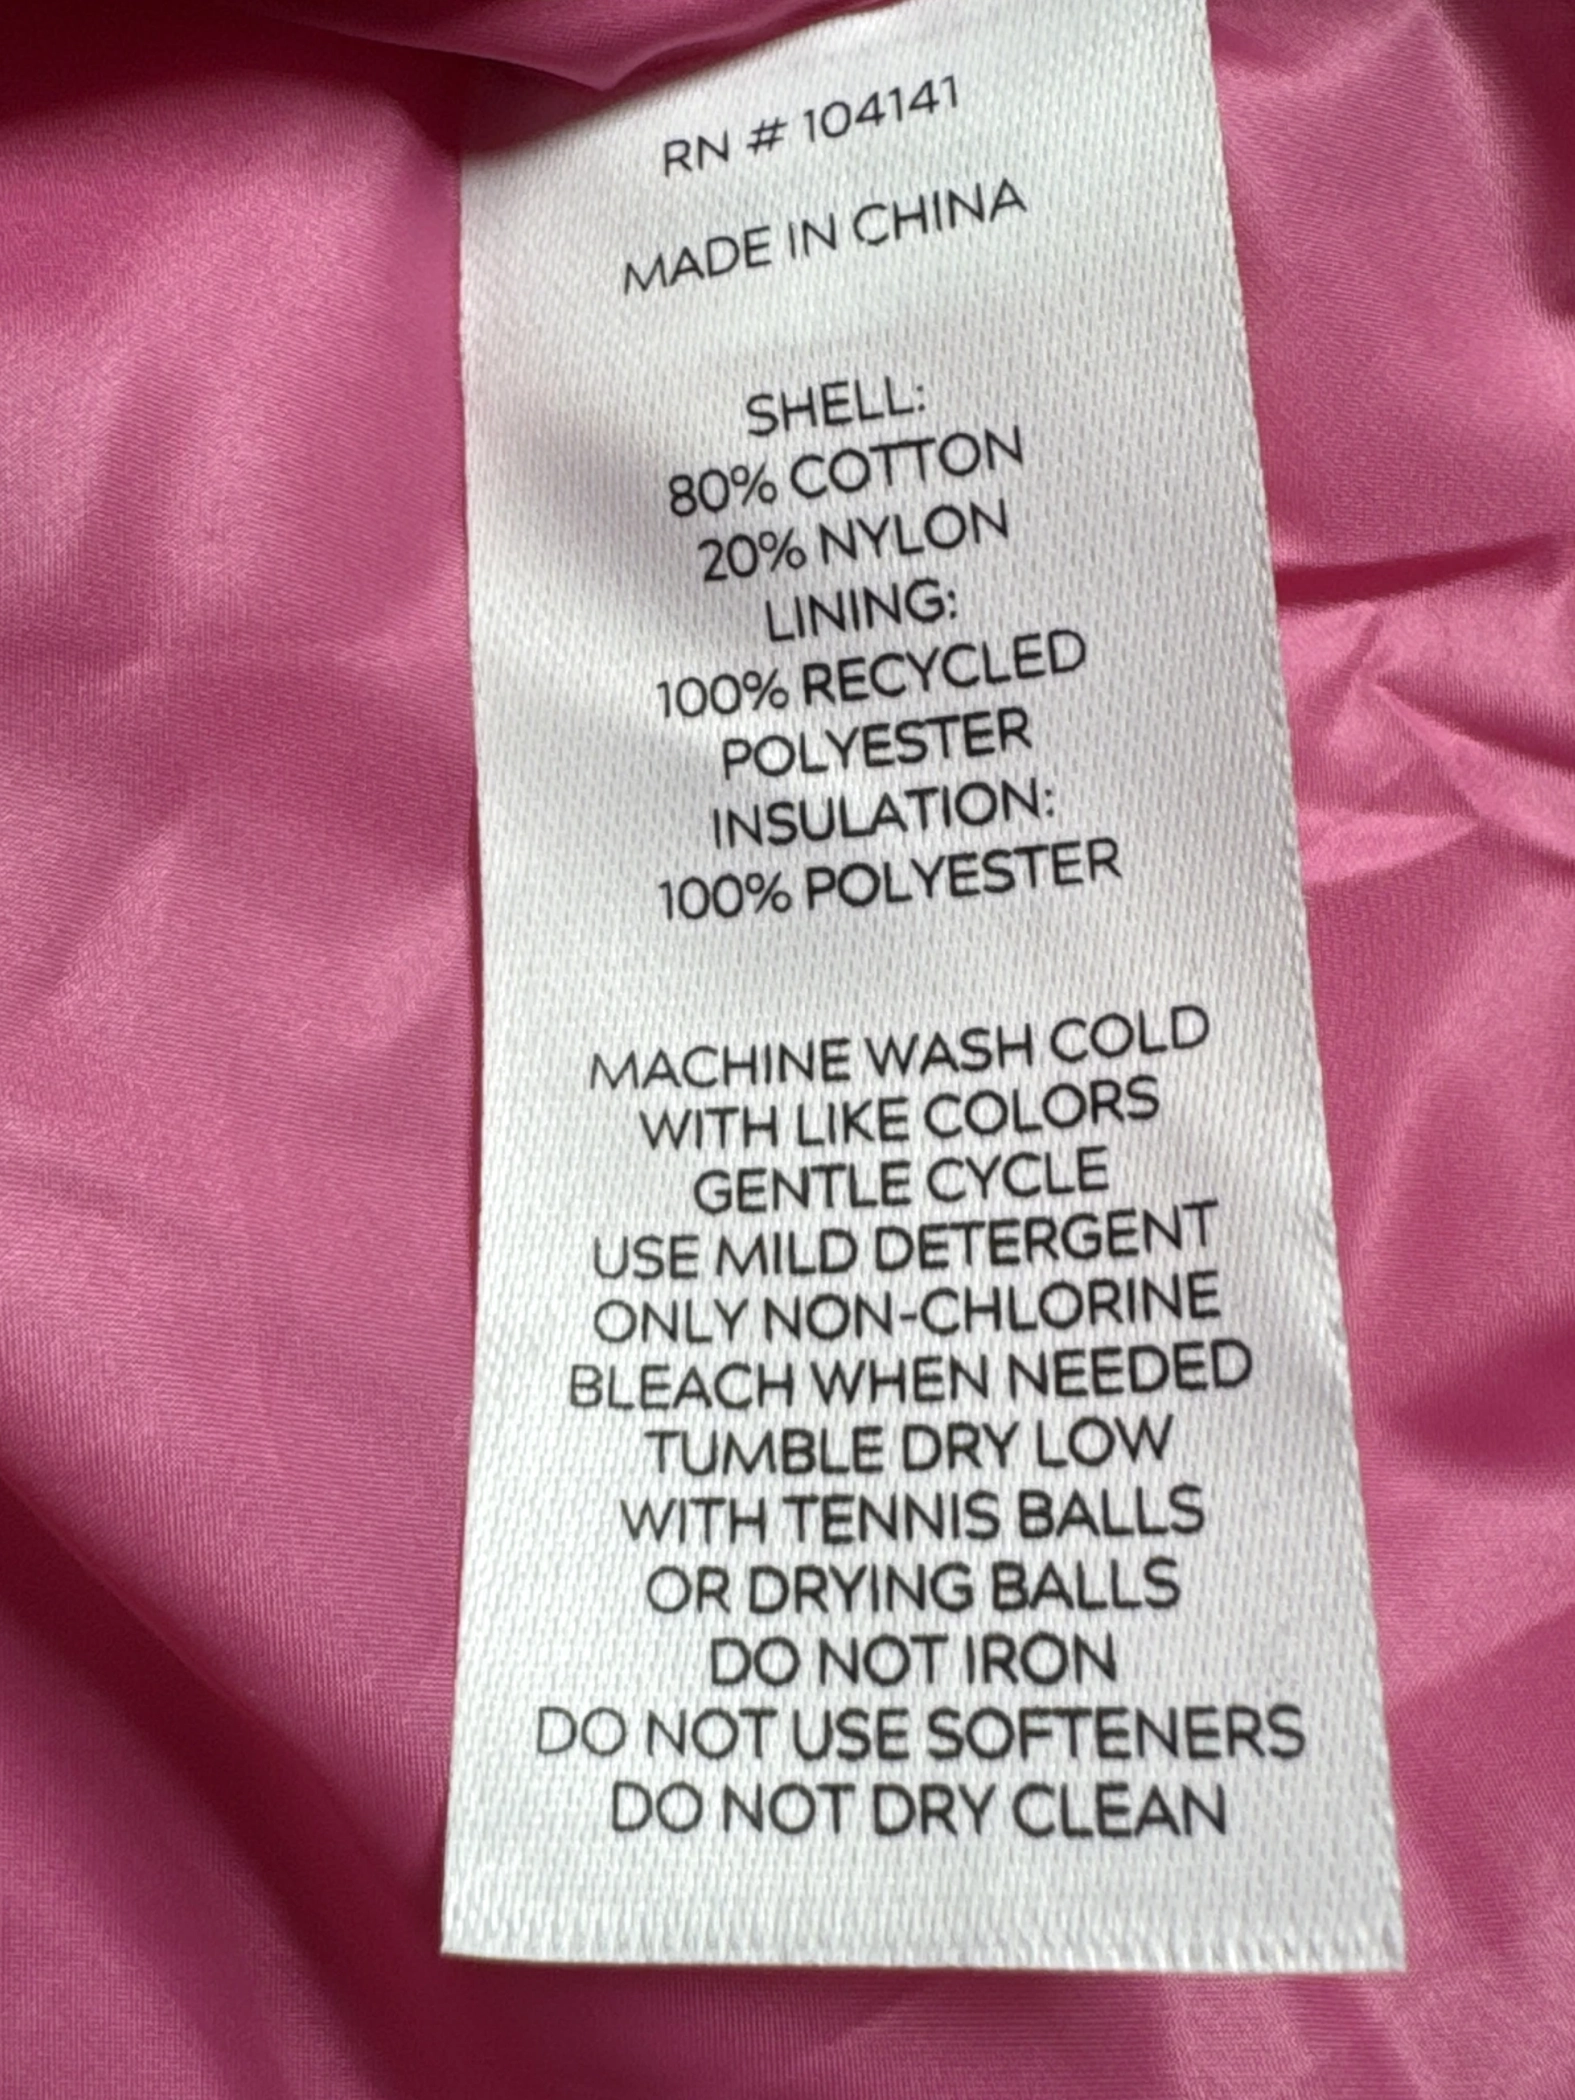 RN # 104141
MADE IN CHINA
SHELL:
80% COTTON
20% NYLON
LINING:
100% RECYCLED
POLYESTER
INSULATION:
100% POLYESTER
MACHINE WASH COLD
WITH LIKE COLORS
GENTLE CYCLE
USE MILD DETERGENT
ONLY NON-CHLORINE
BLEACH WHEN NEEDED
TUMBLE DRY LOW
WITH TENNIS BALLS
OR DRYING BALLS
DO NOT IRON
DO NOT USE SOFTENERS
DO NOT DRY CLEAN